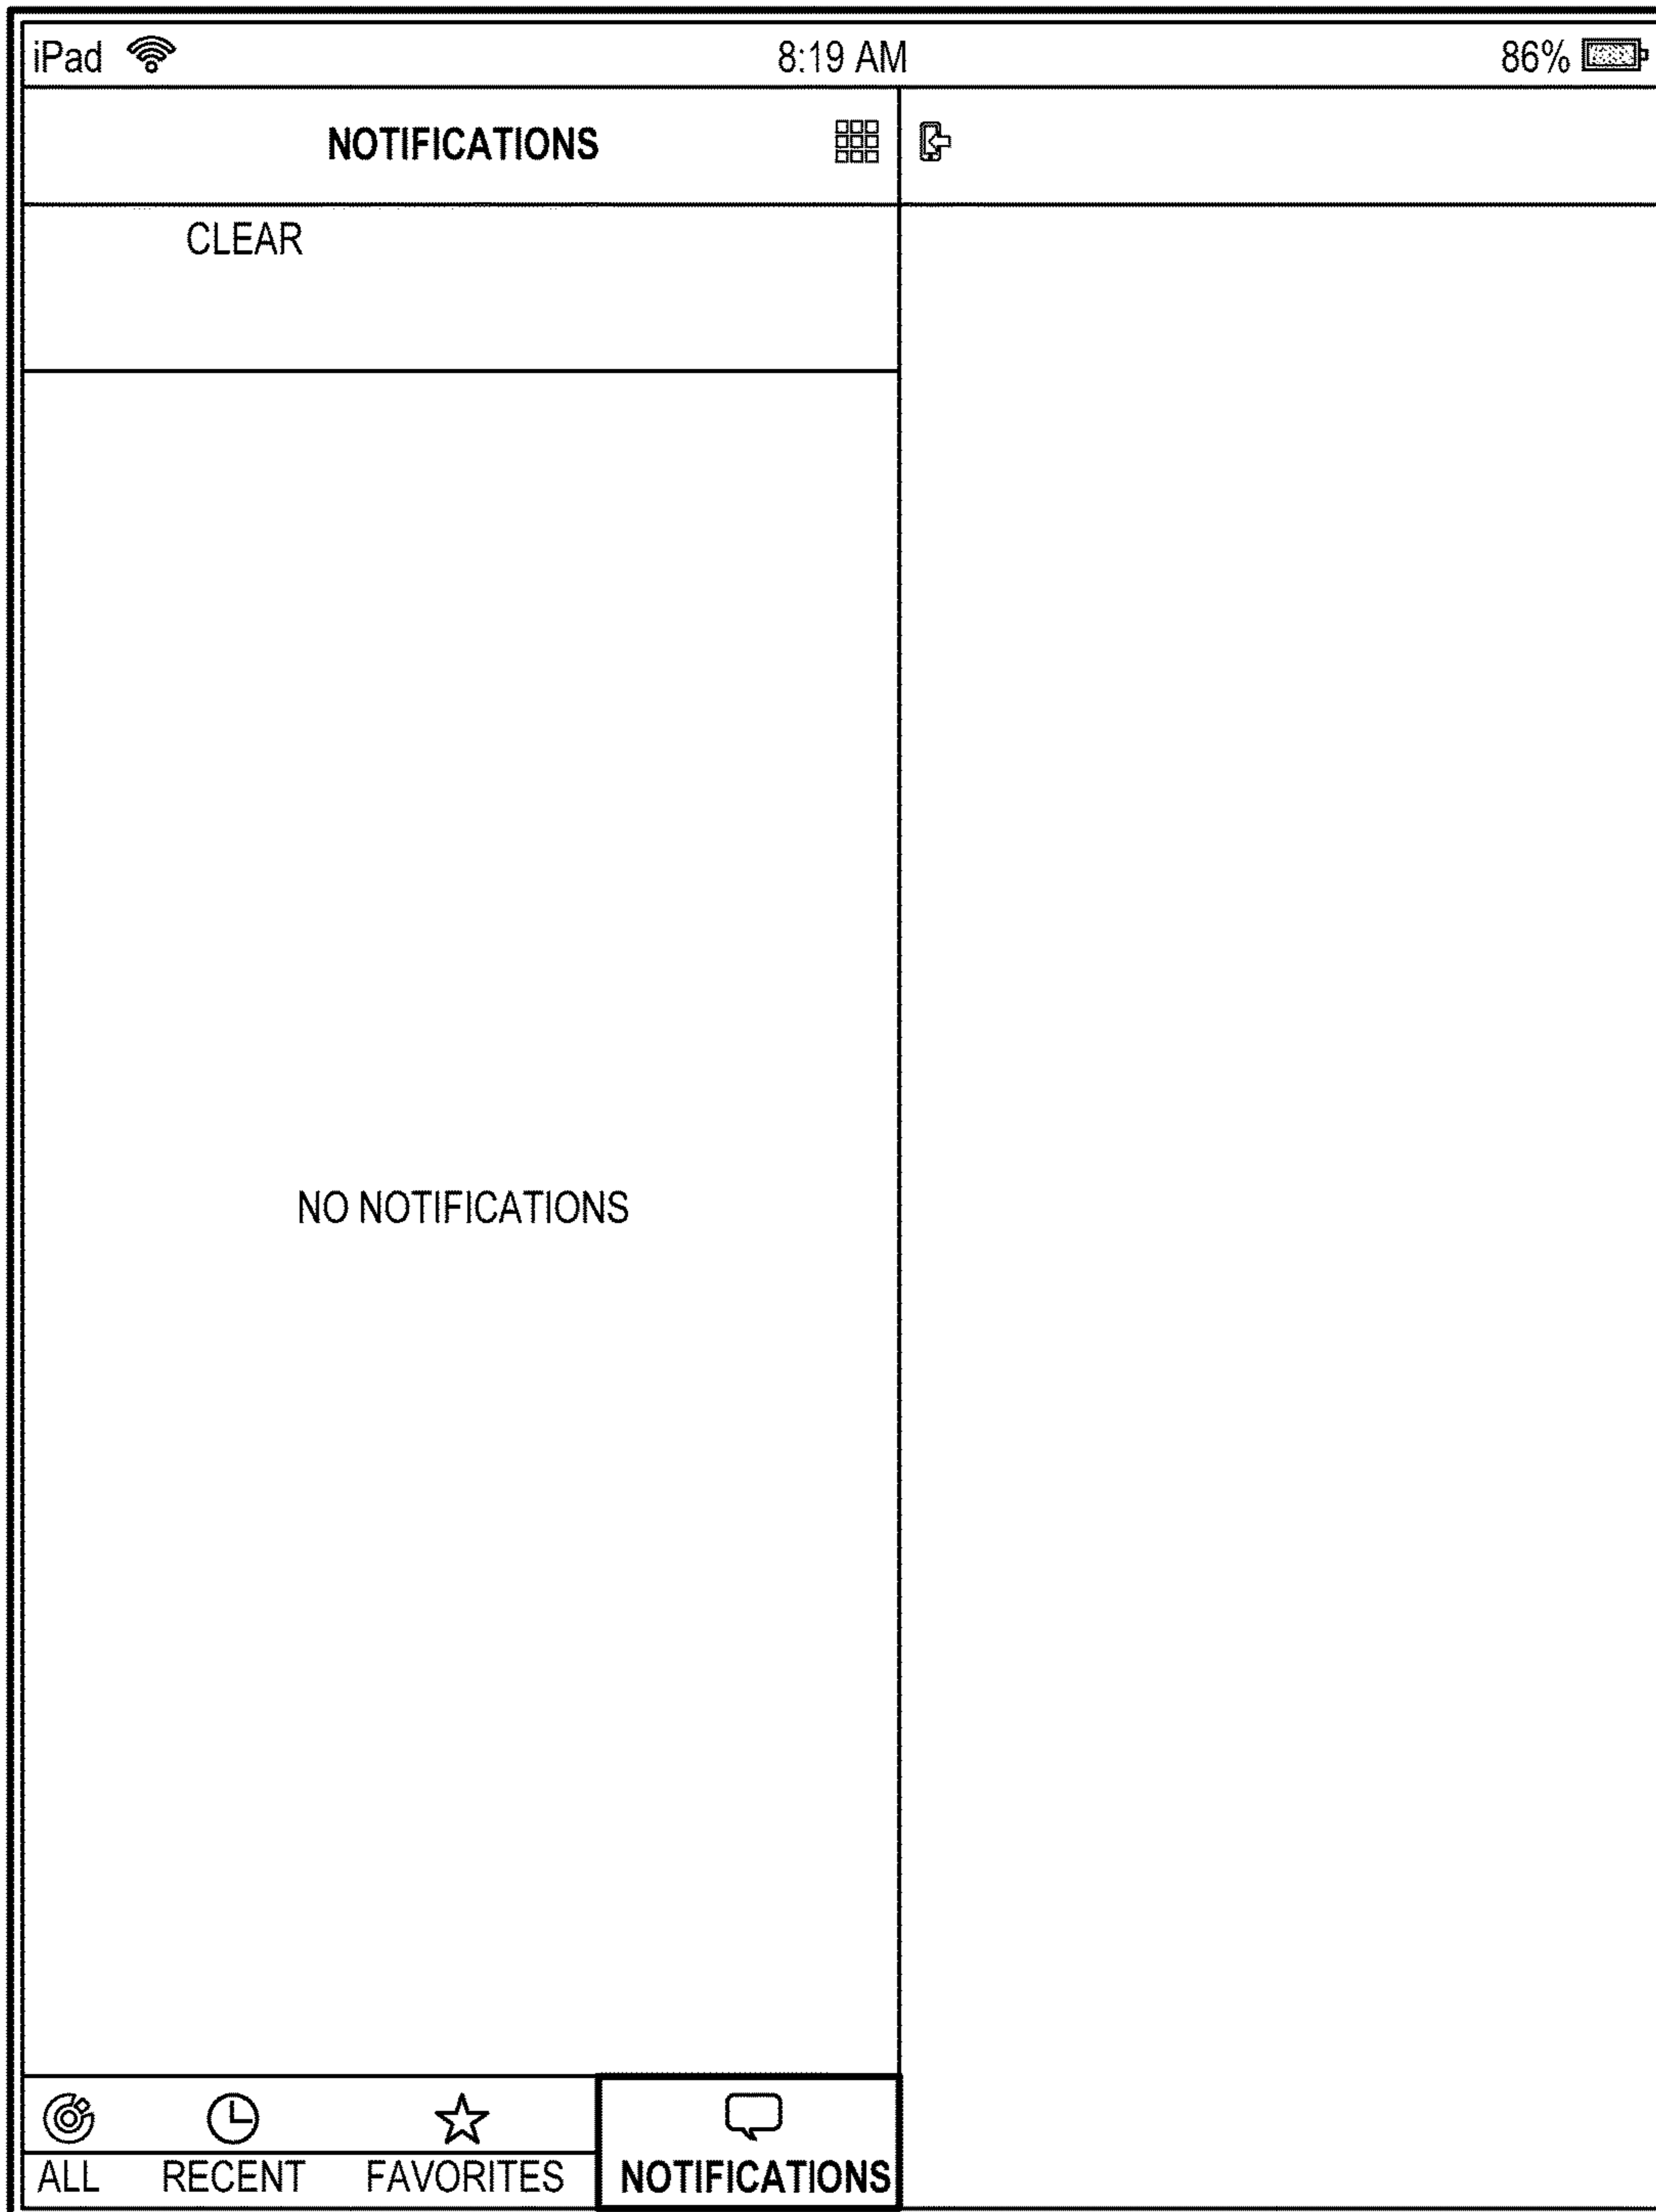 iPad 8:19 AM 86%
NOTIFICATIONS
CLEAR
NO NOTIFICATIONS
ALL RECENT FAVORITES NOTIFICATIONS